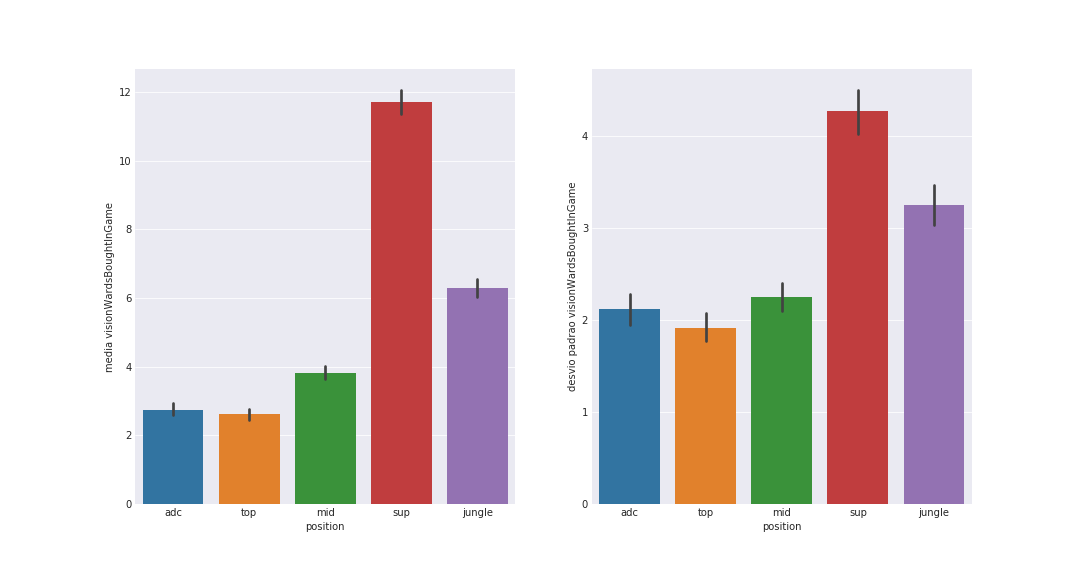 media visionWardsBoughtInGame
12
10
8
6
4
2
0
adc top mid sup jungle
position
desvio padrao visionWardsBoughtInGame
4
3
2
1
0
adc top mid sup jungle
position